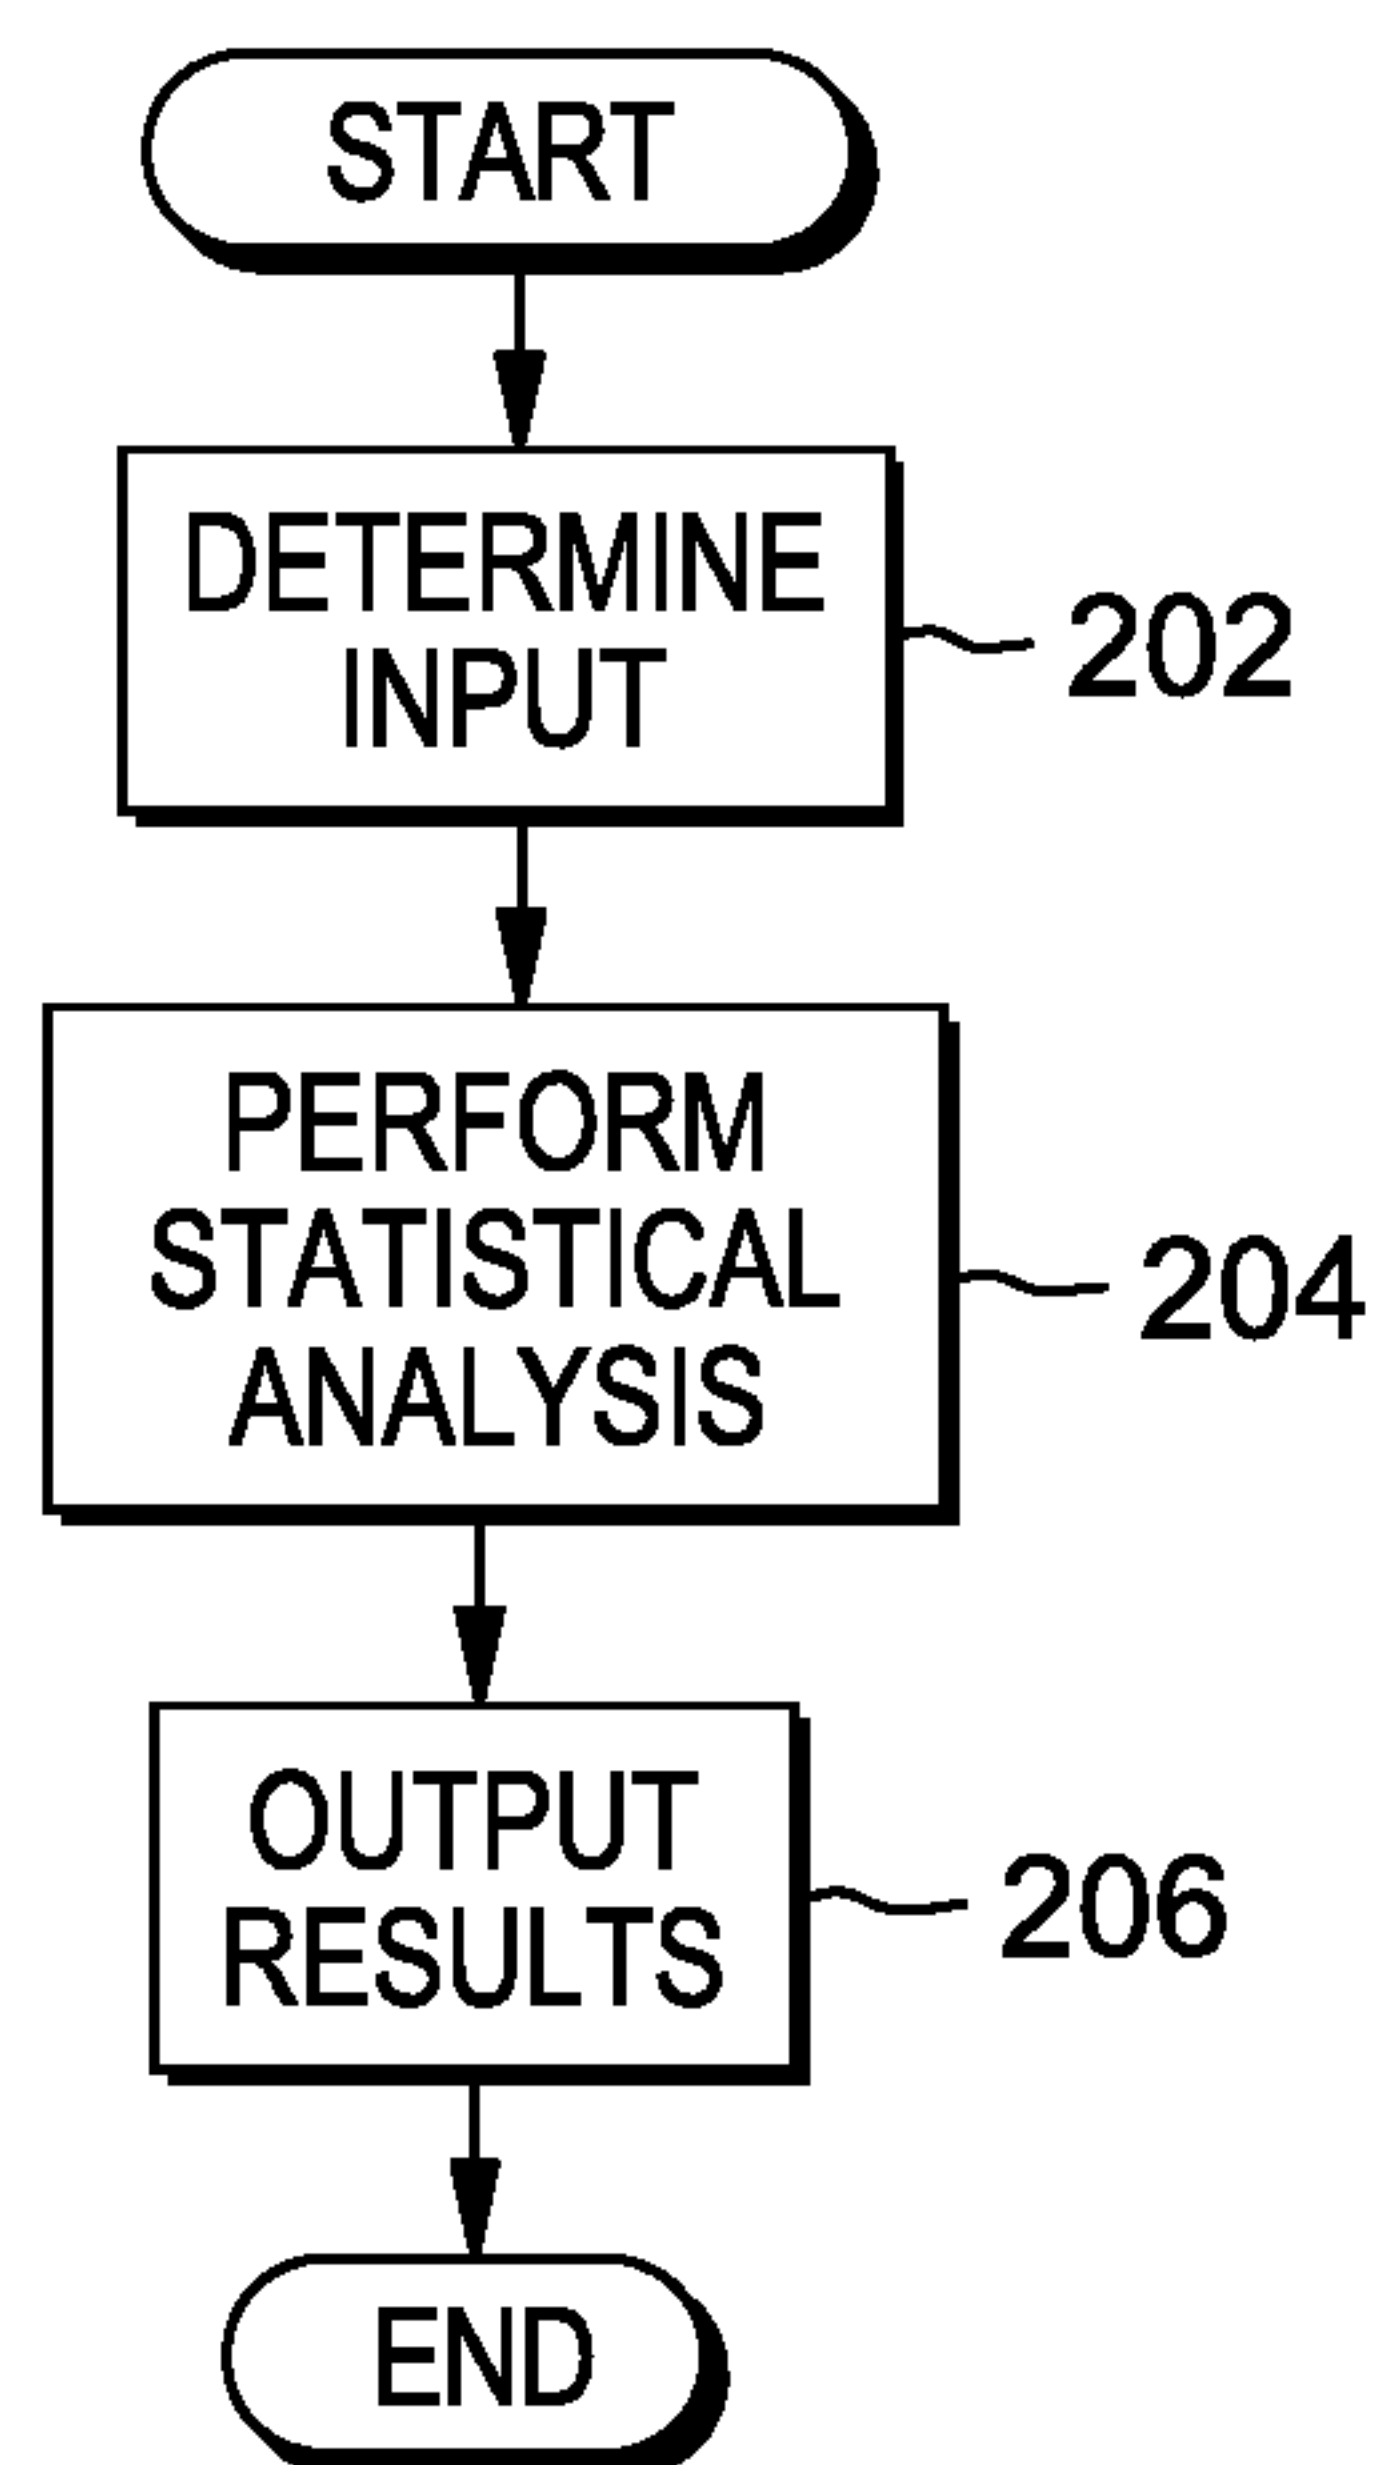 START
DETERMINE
INPUT
202
PERFORM
STATISTICAL
ANALYSIS
204
OUTPUT
RESULTS
206
END